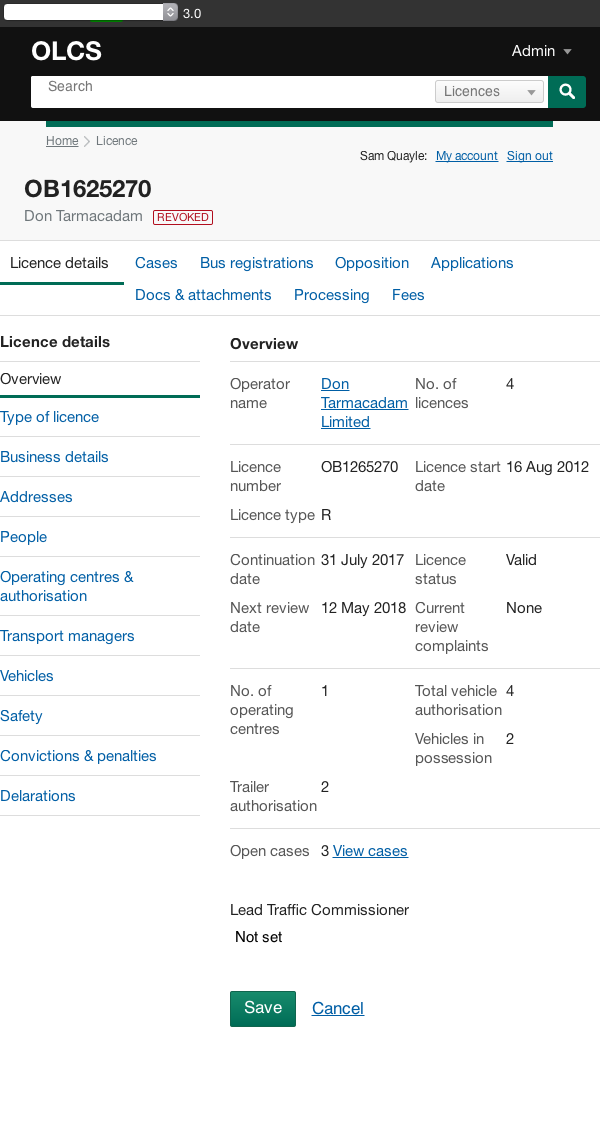 3.0
OLCS
Admin
Search
Licences
Home Licence
Sam Quayle: My account Sign out
OB1625270
Don Tarmacadam REVOKED
Licence details Cases Bus registrations Opposition Applications
Docs & attachments Processing Fees
Licence details
Overview
Type of licence
Business details
Addresses
People
Operating centres &
authorisation
Transport managers
Vehicles
Safety
Convictions & penalties
Delarations
Overview
Operator Don No. of 4
name Tarmacadam licences
Limited
Licence OB1265270 Licence start 16 Aug 2012
number date
Licence type R
Continuation 31 July 2017 Licence Valid
date status
Next review 12 May 2018 Current None
date review
complaints
No. of 1 Total vehicle 4
operating authorisation
centres
Vehicles in 2
possession
Trailer 2
authorisation
Open cases 3 View cases
Lead Traffic Commissioner
Not set
Save Cancel